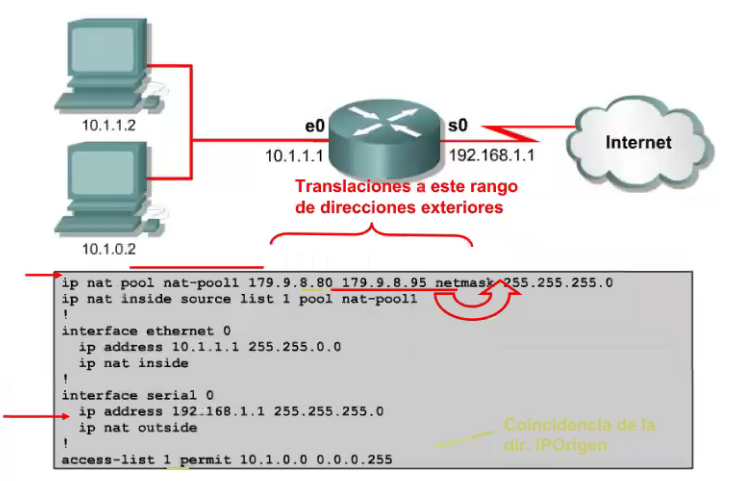 10.1.1.2
e0
s0
10.1.1.1
192.168.1.1
Internet
10.1.0.2
Translaciones a este rango
de direcciones exteriores
ip nat pool nat-pool1 179.9.8.80 179.9.8.95 netmask 255.255.255.0
ip nat inside source list 1 pool nat-pool1
!
interface ethernet 0
ip address 10.1.1.1 255.255.0.0
ip nat inside
!
interface serial 0
ip address 192.168.1.1 255.255.255.0
ip nat outside
!
access-list 1 permit 10.1.0.0 0.0.0.255
Coincidencia de la
dir. IPOrigen